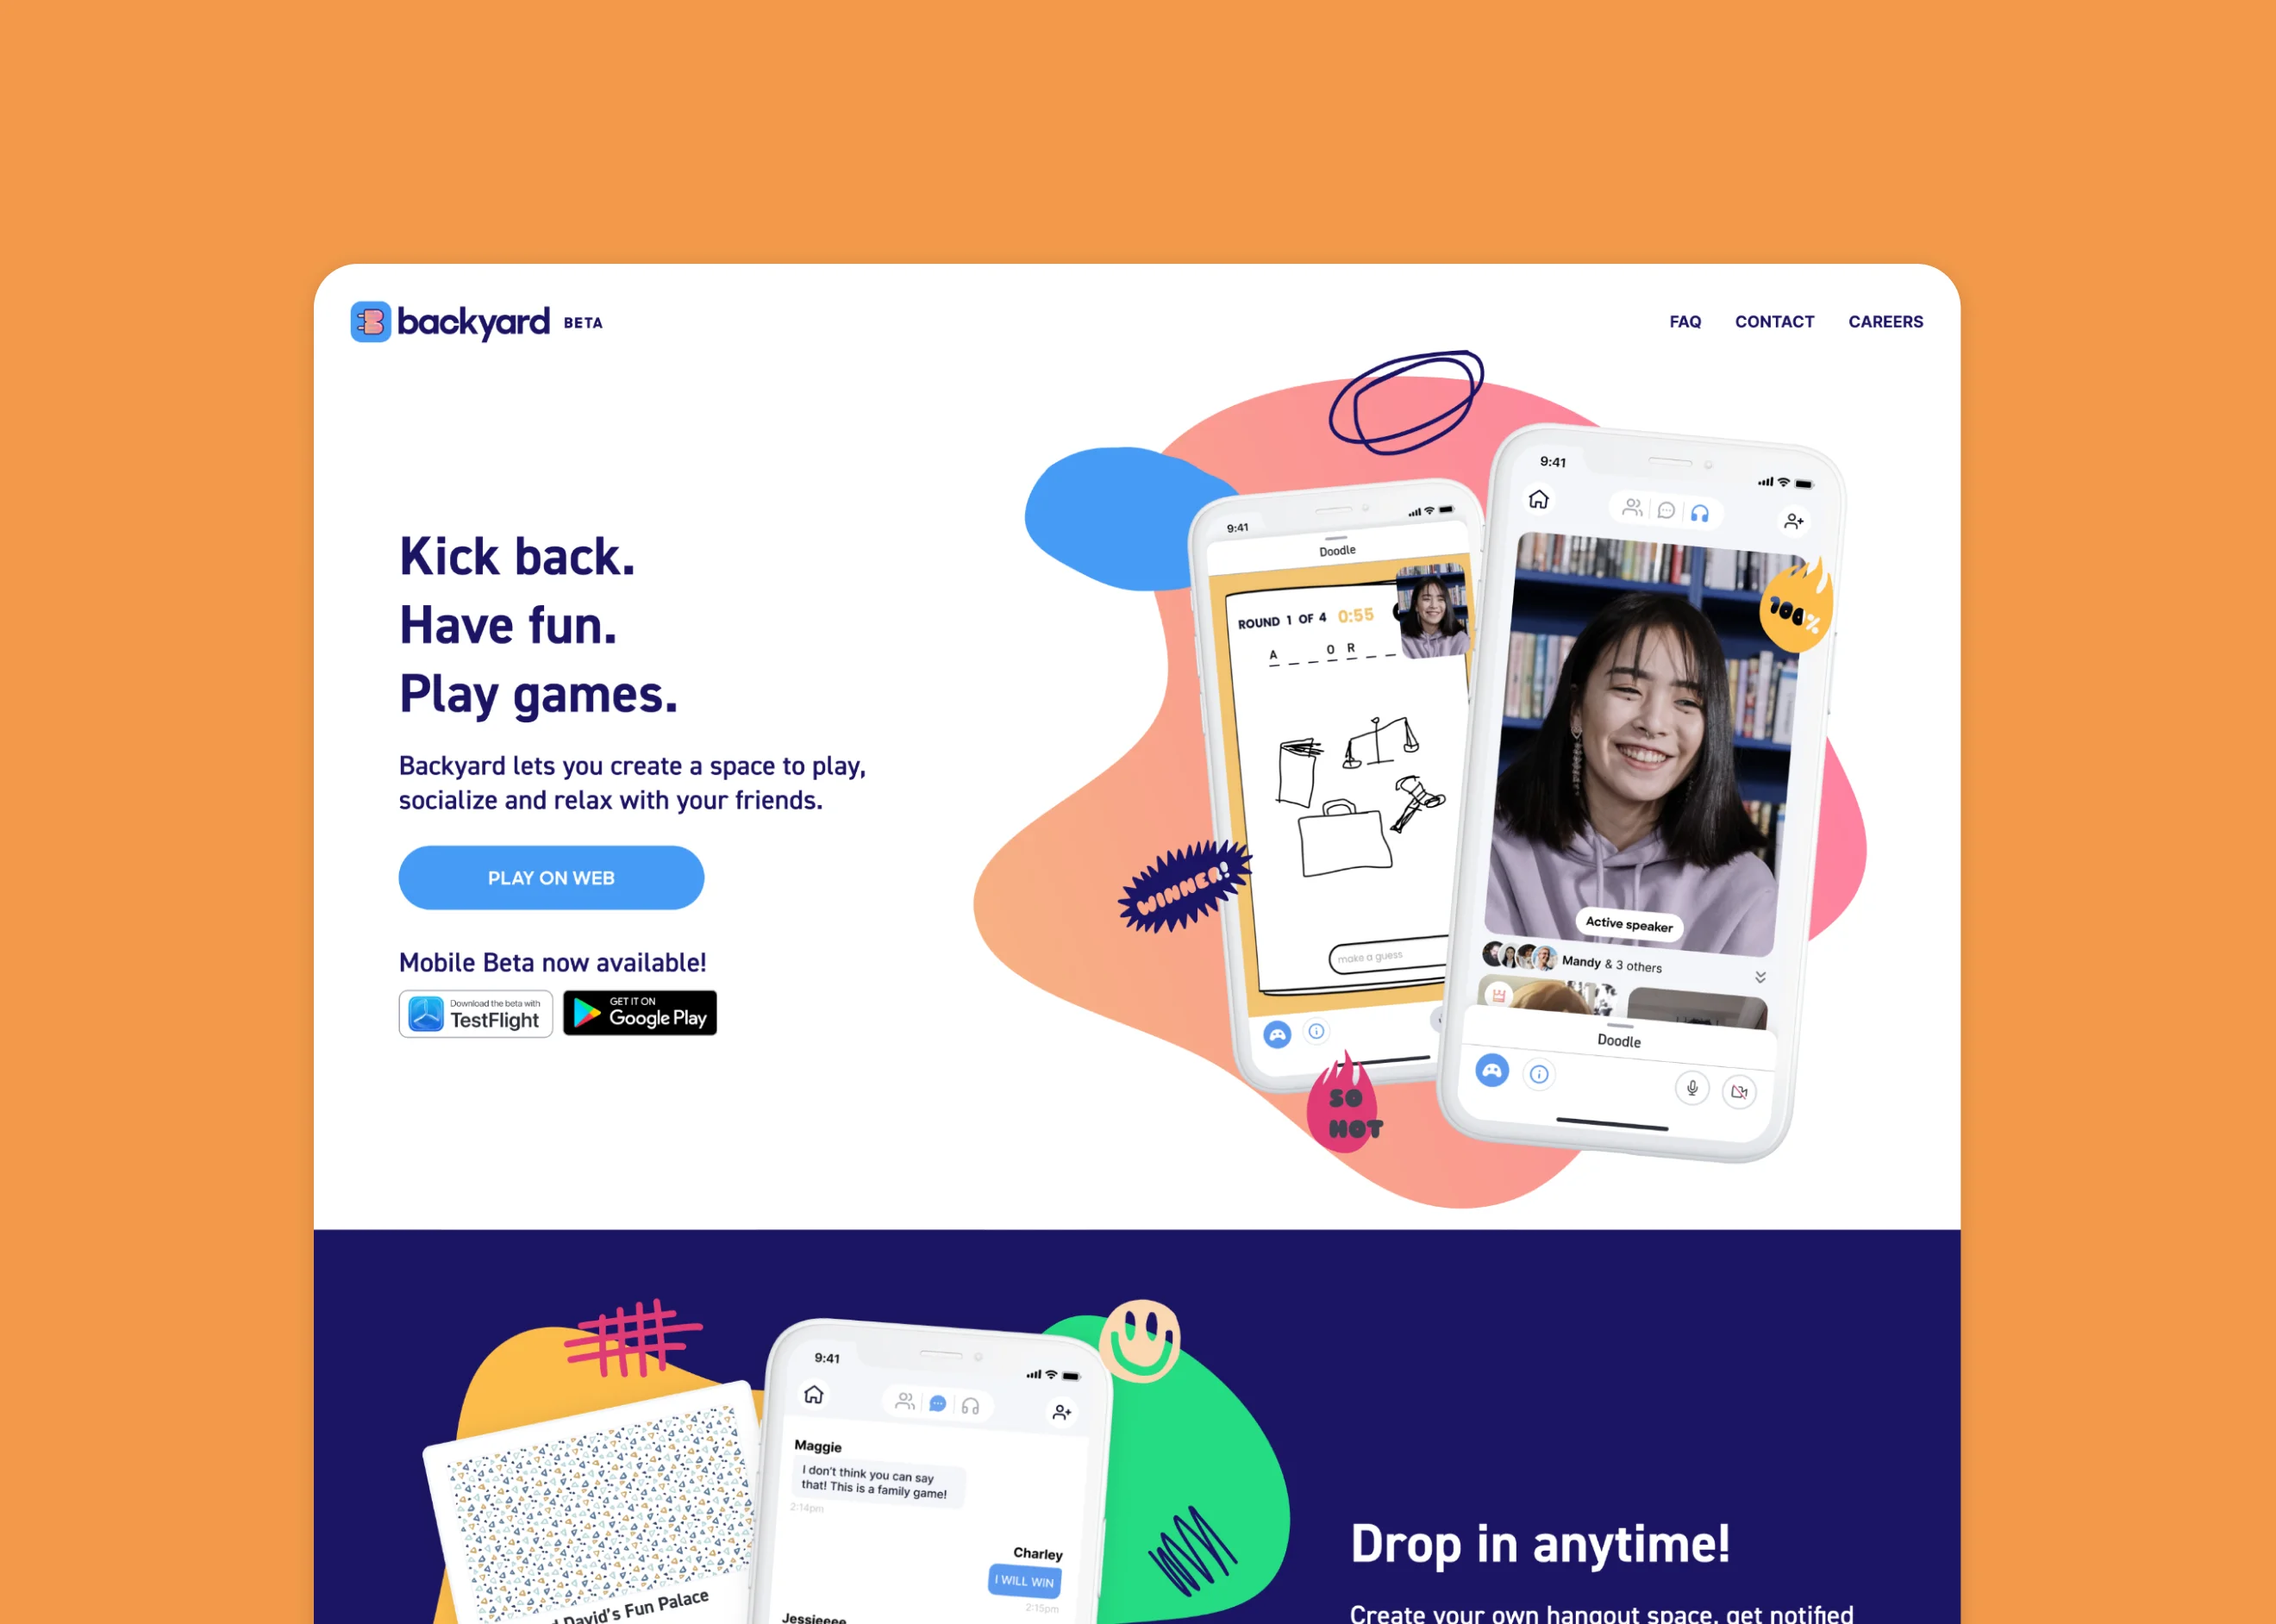 backyard BETA
FAQ CONTACT CAREERS
Kick back.
Have fun.
Play games.
Backyard lets you create a space to play,
socialize and relax with your friends.
PLAY ON WEB
Mobile Beta now available!
Download the beta with
TestFlight
GET IT ON
Google Play
9:41
Doodle
ROUND 1 OF 4 0:55
A _ _ O R _ _
make a guess
WINNER!
SO
HOT
9:41
100%
Active speaker
Mandy & 3 others
Doodle
David's Fun Palace
9:41
Maggie
I don't think you can say
that! This is a family game!
2:14pm
Charley
I WILL WIN
2:15pm
Jessieeee
Drop in anytime!
Create your own hangout space, get notified